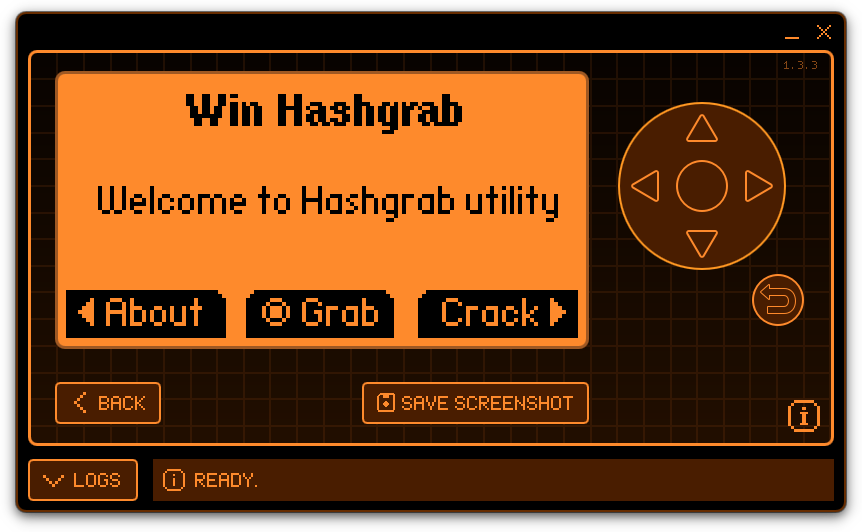 1.3.3
Win Hashgrab
Welcome to Hashgrab utility
About
Grab
Crack
BACK
SAVE SCREENSHOT
LOGS
READY.